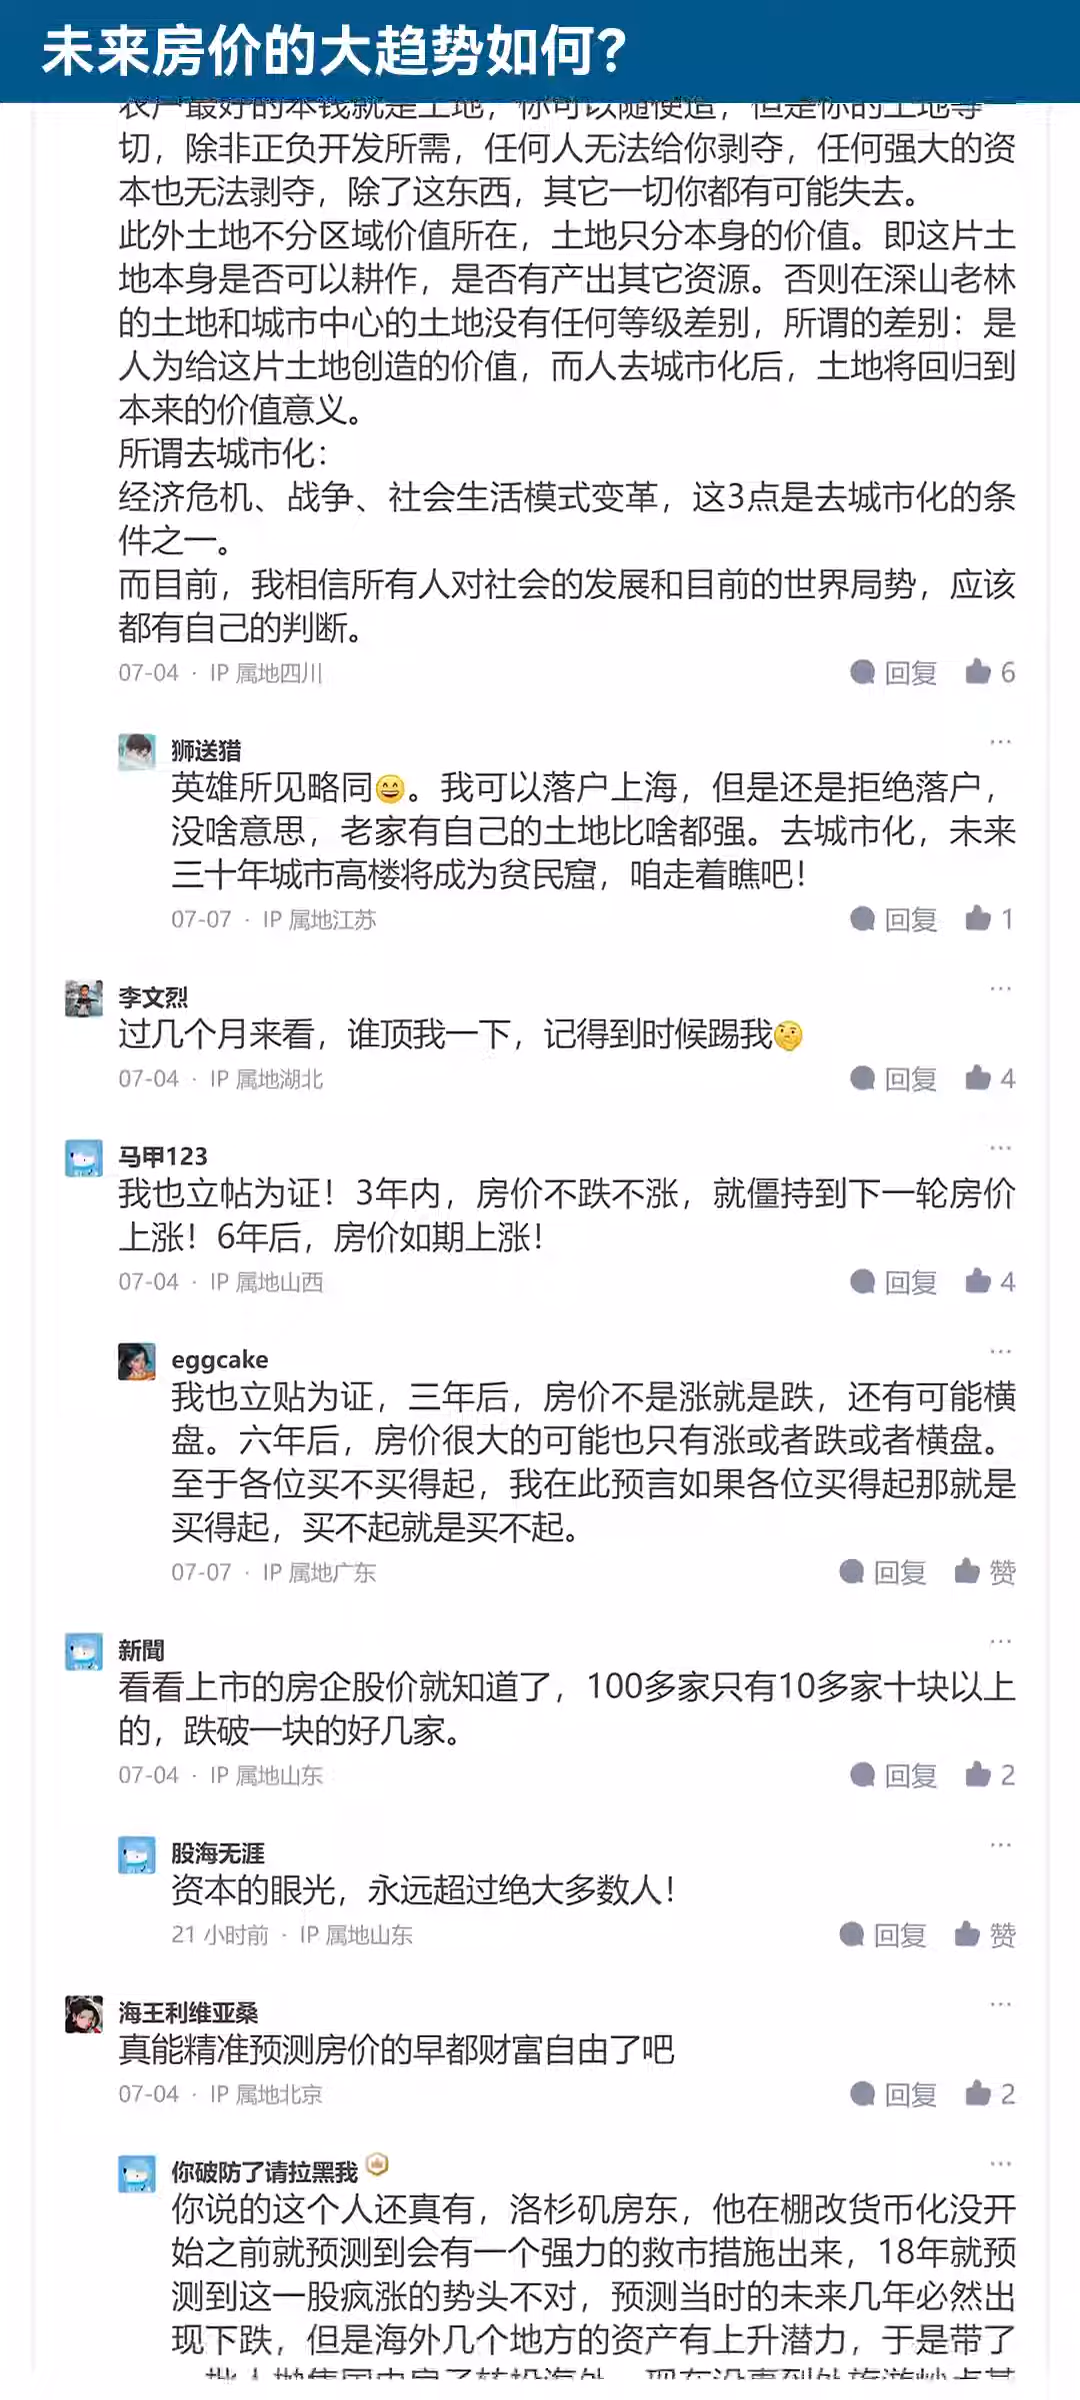 未来房价的大趋势如何？
农户最好的本钱就是土地，你可以随便造，但是你的土地等
切，除非正负开发所需，任何人无法给你剥夺，任何强大的资
本也无法剥夺，除了这东西，其它一切你都有可能失去。
此外土地不分区域价值所在，土地只分本身的价值。即这片土
地本身是否可以耕作，是否有产出其它资源。否则在深山老林
的土地和城市中心的土地没有任何等级差别，所谓的差别：是
人为给这片土地创造的价值，而人去城市化后，土地将回归到
本来的价值意义。
所谓去城市化：
经济危机、战争、社会生活模式变革，这3点是去城市化的条
件之一。
而目前，我相信所有人对社会的发展和目前的世界局势，应该
都有自己的判断。
07-04 · IP 属地四川 回复 6
狮送猎
英雄所见略同😄。我可以落户上海，但是还是拒绝落户，
没啥意思，老家有自己的土地比啥都强。去城市化，未来
三十年城市高楼将成为贫民窟，咱走着瞧吧！
07-07 · IP 属地江苏 回复 1
李文烈
过几个月来看，谁顶我一下，记得到时候踢我🤔
07-04 · IP 属地湖北 回复 4
马甲123
我也立帖为证！3年内，房价不跌不涨，就僵持到下一轮房价
上涨！6年后，房价如期上涨！
07-04 · IP 属地山西 回复 4
eggcake
我也立贴为证，三年后，房价不是涨就是跌，还有可能横
盘。六年后，房价很大的可能也只有涨或者跌或者横盘。
至于各位买不买得起，我在此预言如果各位买得起那就是
买得起，买不起就是买不起。
07-07 · IP 属地广东 回复 赞
新聞
看看上市的房企股价就知道了，100多家只有10多家十块以上
的，跌破一块的好几家。
07-04 · IP 属地山东 回复 2
股海无涯
资本的眼光，永远超过绝大多数人！
21 小时前 · IP 属地山东 回复 赞
海王利维亚桑
真能精准预测房价的早都财富自由了吧
07-04 · IP 属地北京 回复 2
你破防了请拉黑我
你说的这个人还真有，洛杉矶房东，他在棚改货币化没开
始之前就预测到会有一个强力的救市措施出来，18年就预
测到这一股疯涨的势头不对，预测当时的未来几年必然出
现下跌，但是海外几个地方的资产有上升潜力，于是带了